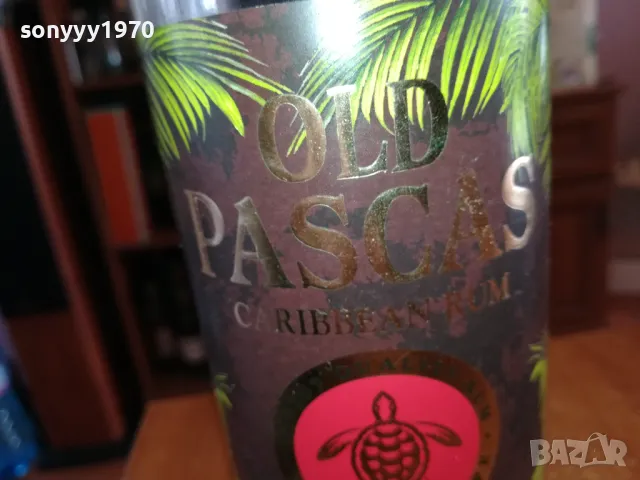 sonyyy1970
OLD
PASCAS
CARIBBEAN RUM
BAZAR